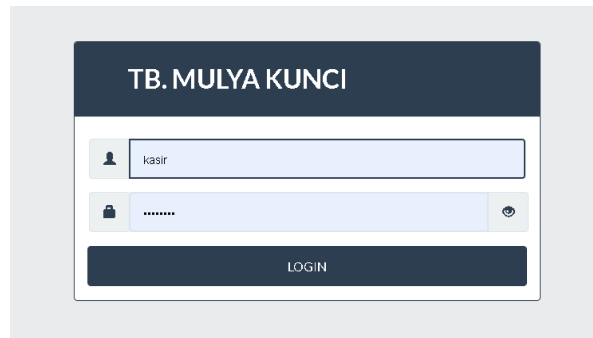 TB. MULYA KUNCI
kasir
........
LOGIN